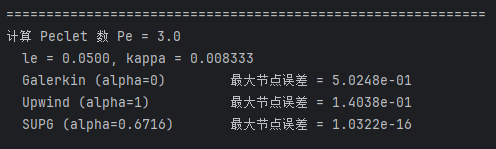 ============================================================
计算 Peclet 数 Pe = 3.0
  le = 0.0500, kappa = 0.008333
  Galerkin (alpha=0)        最大节点误差 = 5.0248e-01
  Upwind (alpha=1)          最大节点误差 = 1.4038e-01
  SUPG (alpha=0.6716)       最大节点误差 = 1.0322e-16